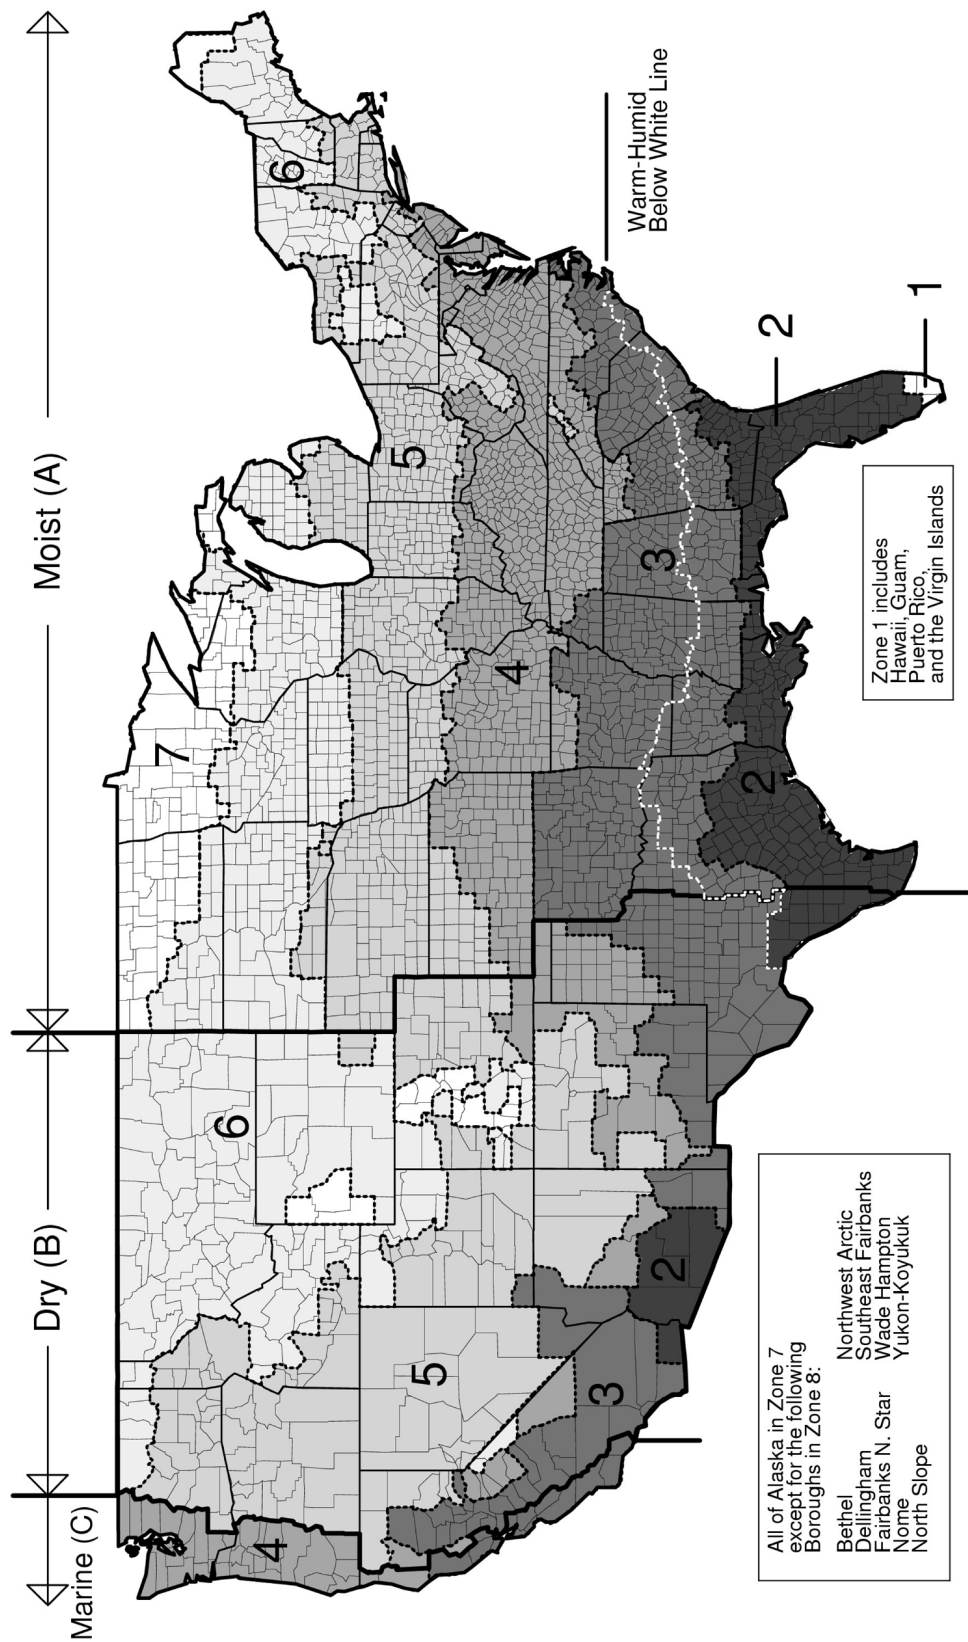 Marine (C)
Dry (B)
Moist (A)
4
5
3
6
2
7
4
2
3
5
6
2
1
Warm-Humid
Below White Line
All of Alaska in Zone 7
except for the following
Boroughs in Zone 8:
Bethel
Dellingham
Fairbanks N. Star
Nome
North Slope
Northwest Arctic
Southeast Fairbanks
Wade Hampton
Yukon-Koyukuk
Zone 1 includes
Hawaii, Guam,
Puerto Rico,
and the Virgin Islands